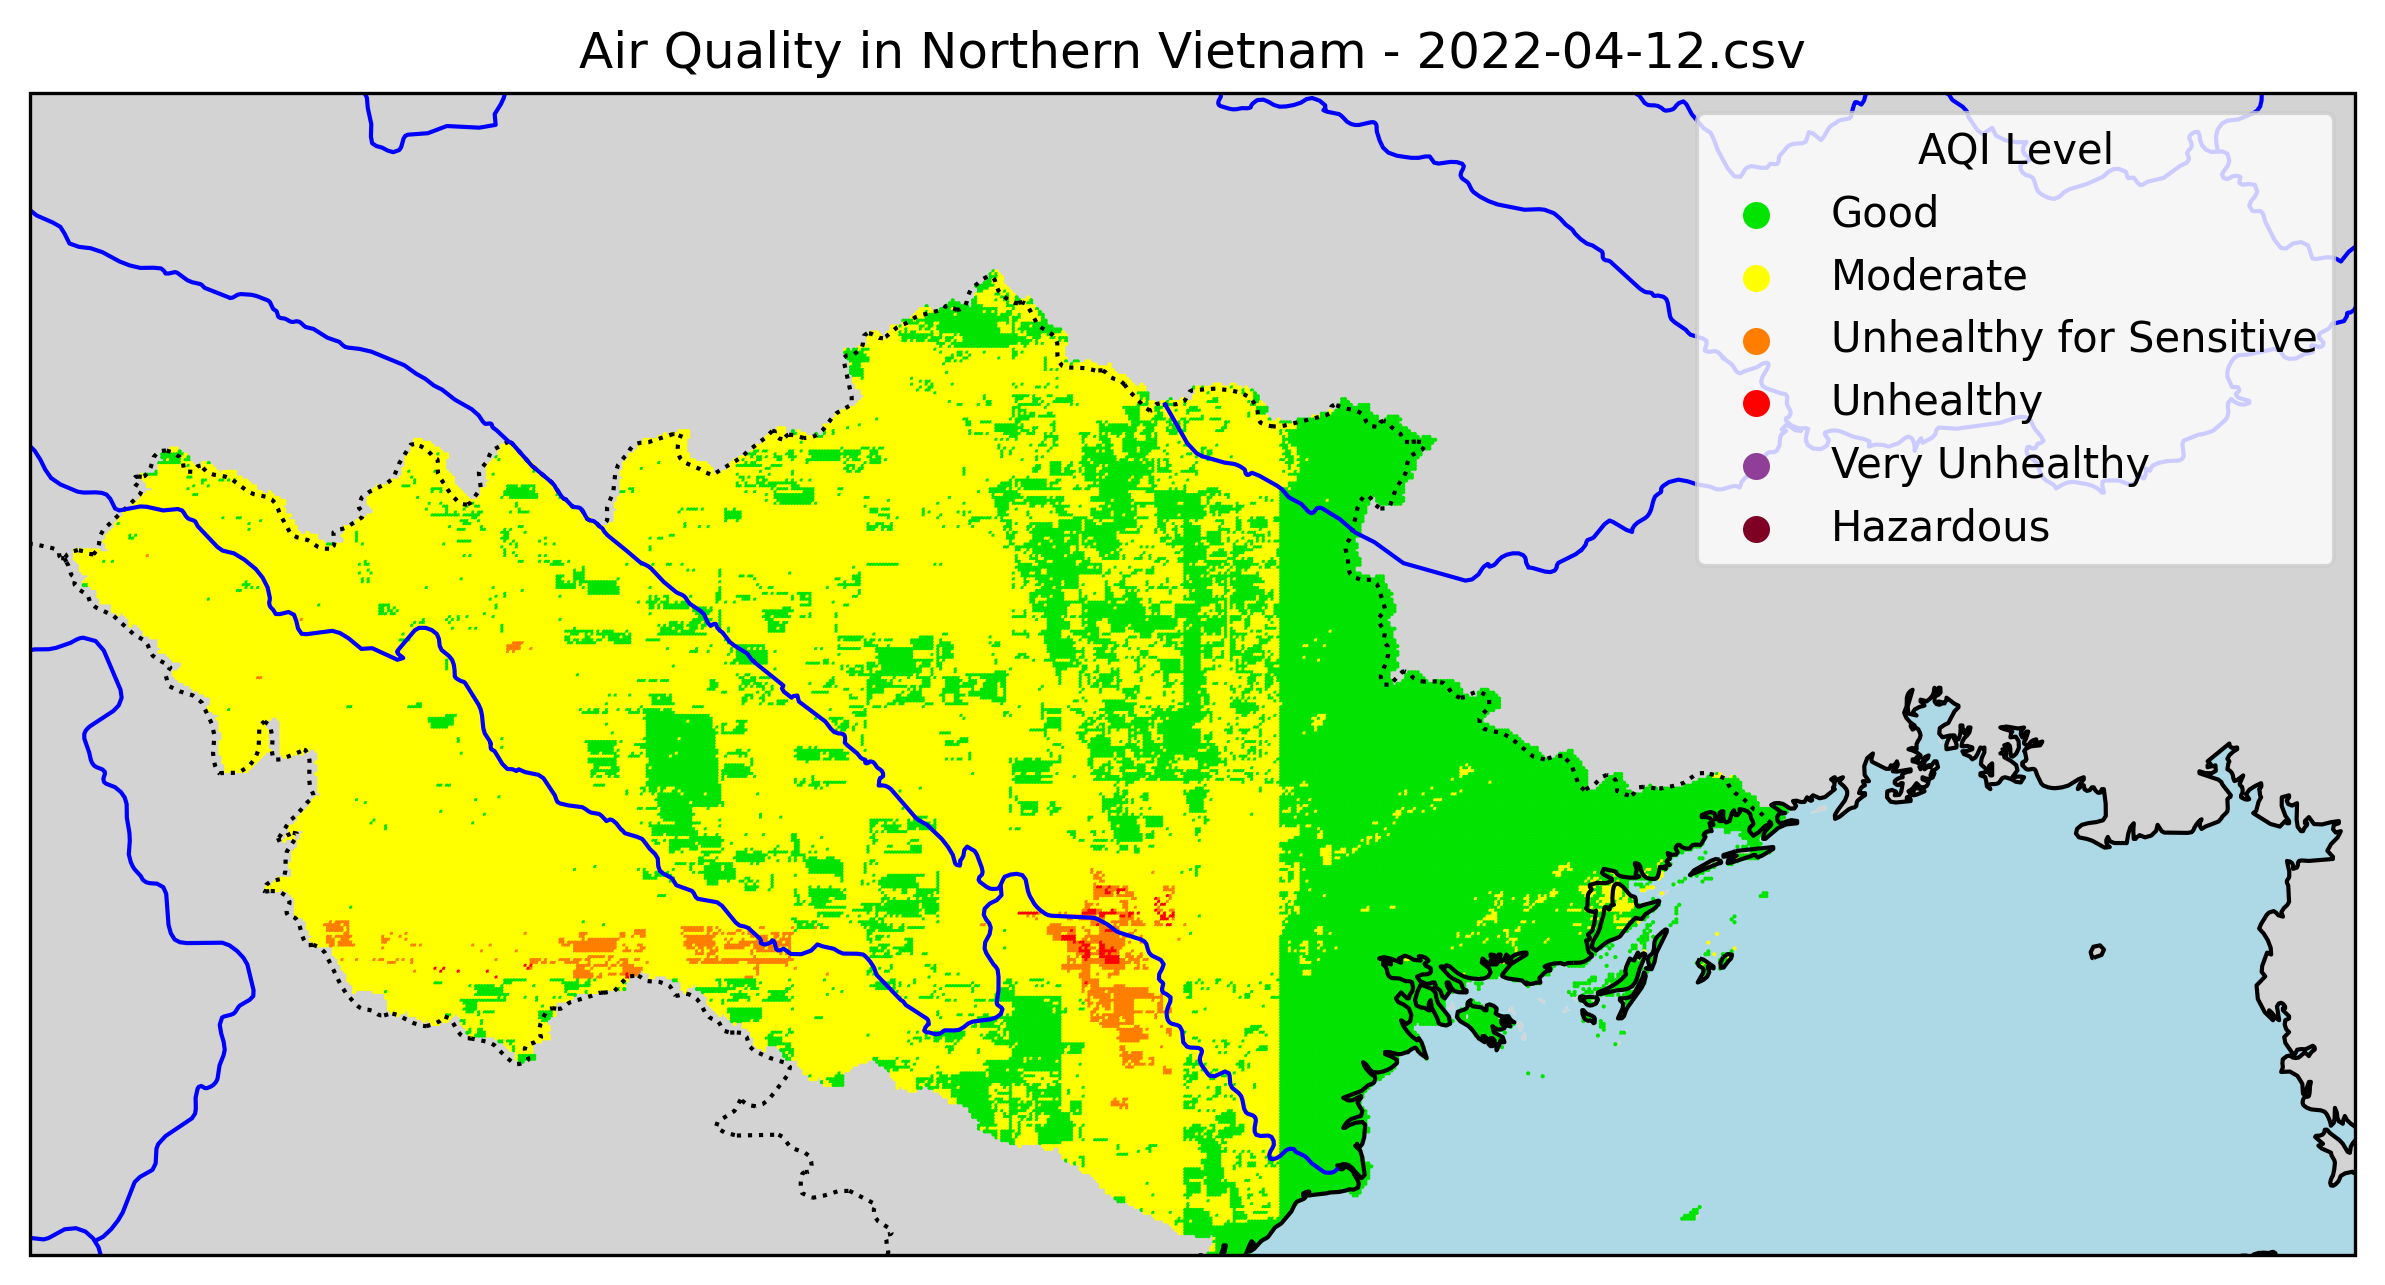 Air Quality in Northern Vietnam - 2022-04-12.csv
AQI Level
Good
Moderate
Unhealthy for Sensitive
Unhealthy
Very Unhealthy
Hazardous